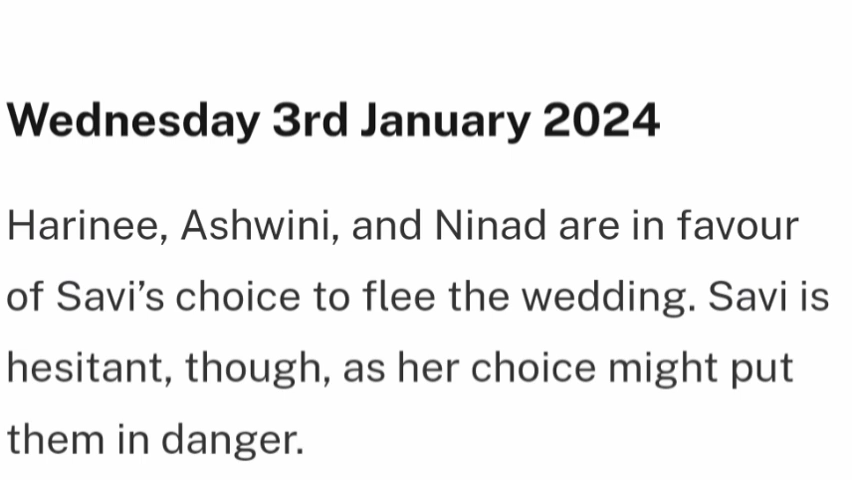 Wednesday 3rd January 2024
Harinee, Ashwini, and Ninad are in favour
of Savi’s choice to flee the wedding. Savi is
hesitant, though, as her choice might put
them in danger.